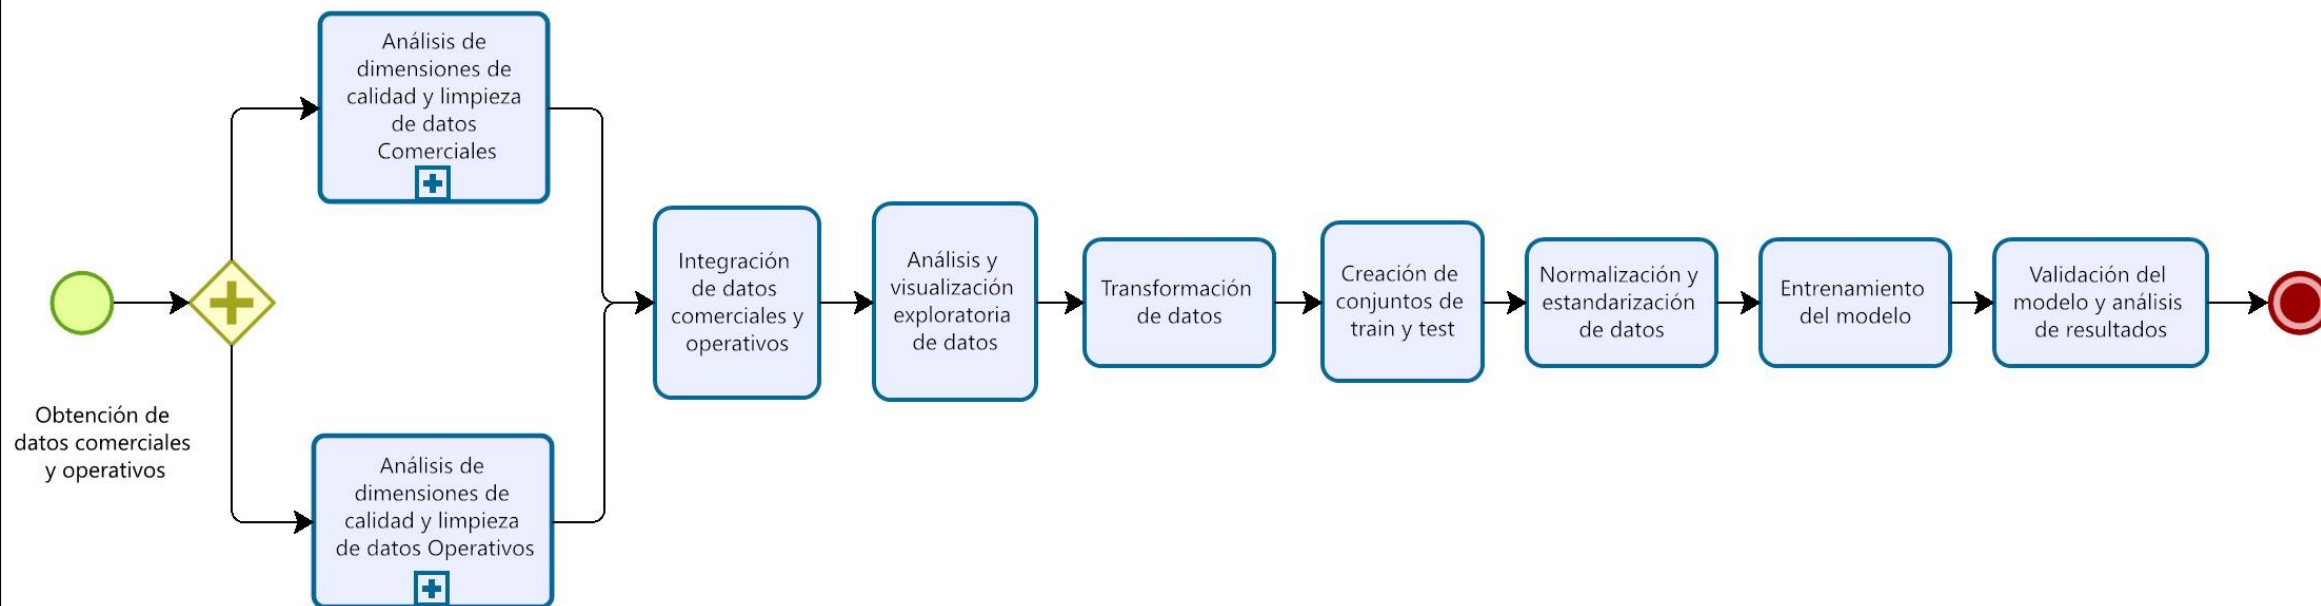 Análisis de
dimensiones de
calidad y limpieza
de datos
Comerciales
Obtención de
datos comerciales
y operativos
Análisis de
dimensiones de
calidad y limpieza
de datos Operativos
Integración
de datos
comerciales y
operativos
Análisis y
visualización
exploratoria
de datos
Transformación
de datos
Creación de
conjuntos de
train y test
Normalización y
estandarización
de datos
Entrenamiento
del modelo
Validación del
modelo y análisis
de resultados